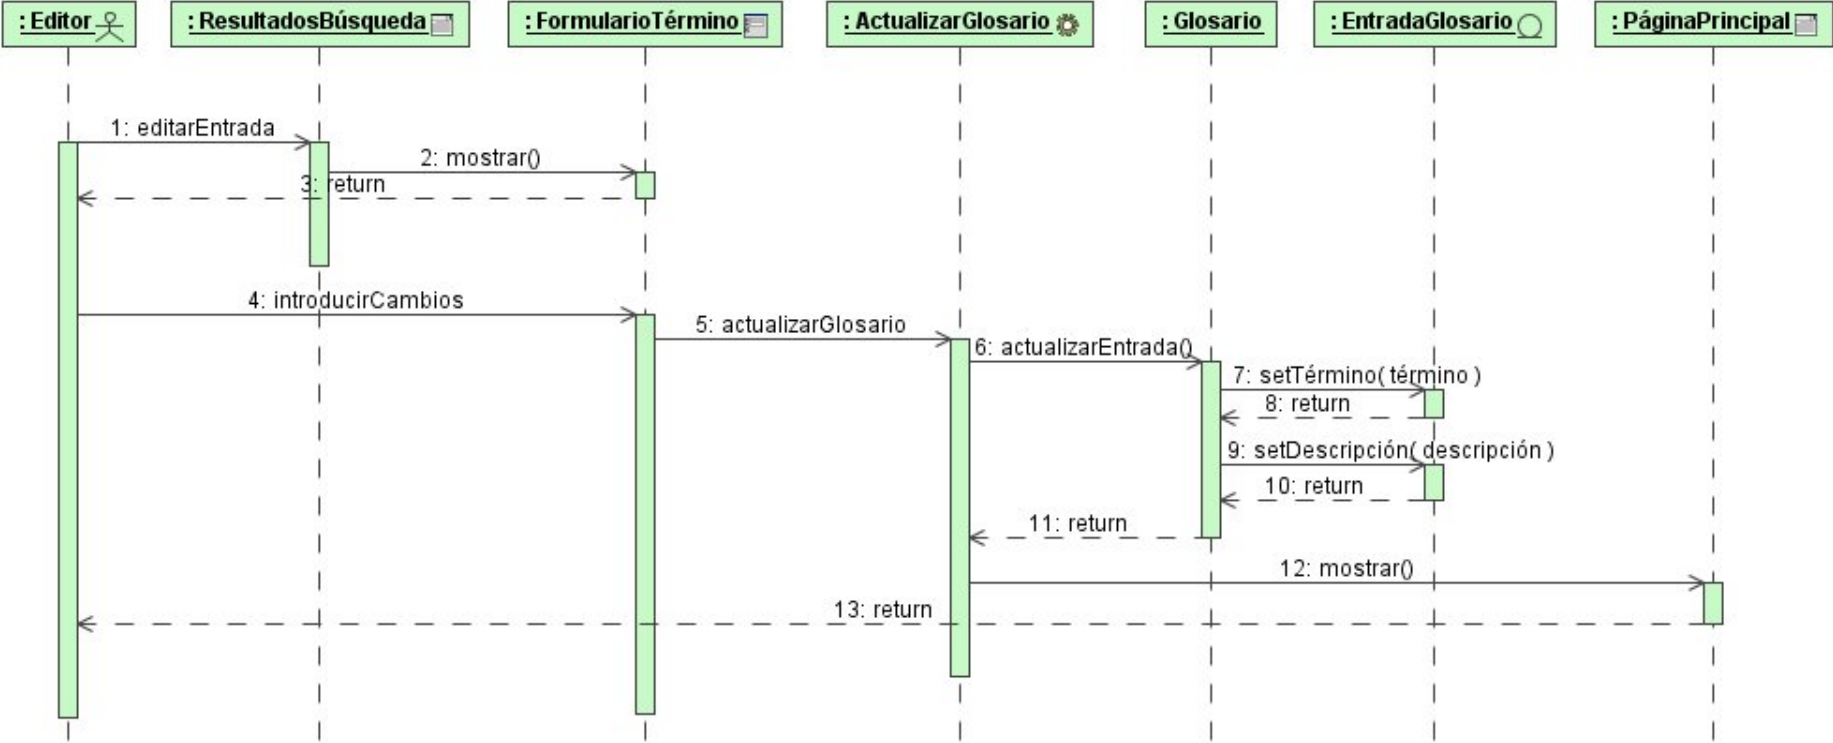 : Editor
: ResultadosBúsqueda
: FormularioTérmino
: ActualizarGlosario
: Glosario
: EntradaGlosario
: PáginaPrincipal
1: editarEntrada
2: mostrar()
3: return
4: introducirCambios
5: actualizarGlosario
6: actualizarEntrada()
7: setTérmino( término )
8: return
9: setDescripción( descripción )
10: return
11: return
12: mostrar()
13: return